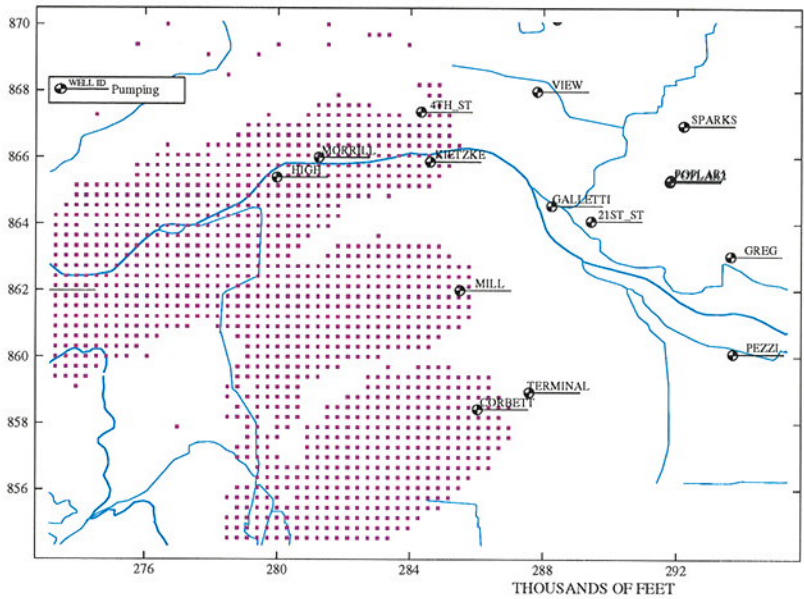 870
868
WELL ID
Pumping
VIEW
4TH_ST
SPARKS
866
MORRILL
KIETZKE
HIGH
864
GALLETTI
21ST_ST
GREG
862
MILL
860
PEZZI
TERMINAL
858
CORBETT
856
276
280
284
288
292
THOUSANDS OF FEET